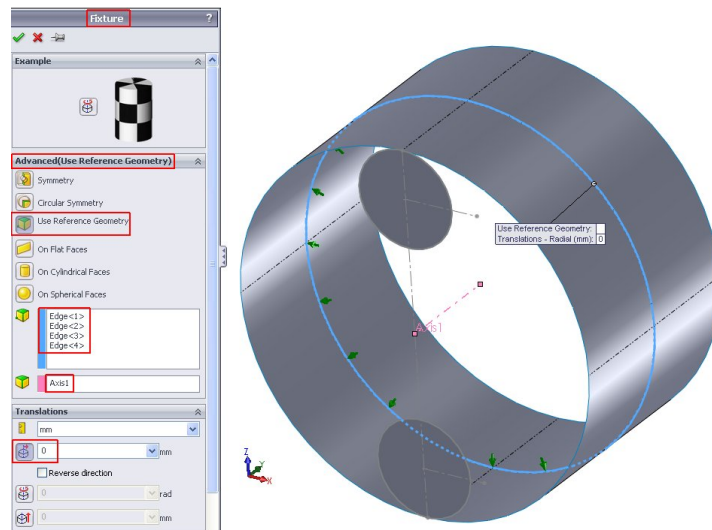 Fixture ?
Example
Advanced(Use Reference Geometry)
Symmetry
Circular Symmetry
Use Reference Geometry
On Flat Faces
On Cylindrical Faces
On Spherical Faces
Edge<1>
Edge<2>
Edge<3>
Edge<4>
Axis1
Translations
mm
0 mm
Reverse direction
0 rad
0 mm
Use Reference Geometry:
Translations - Radial (mm): 0
Axis1
Z
Y
X